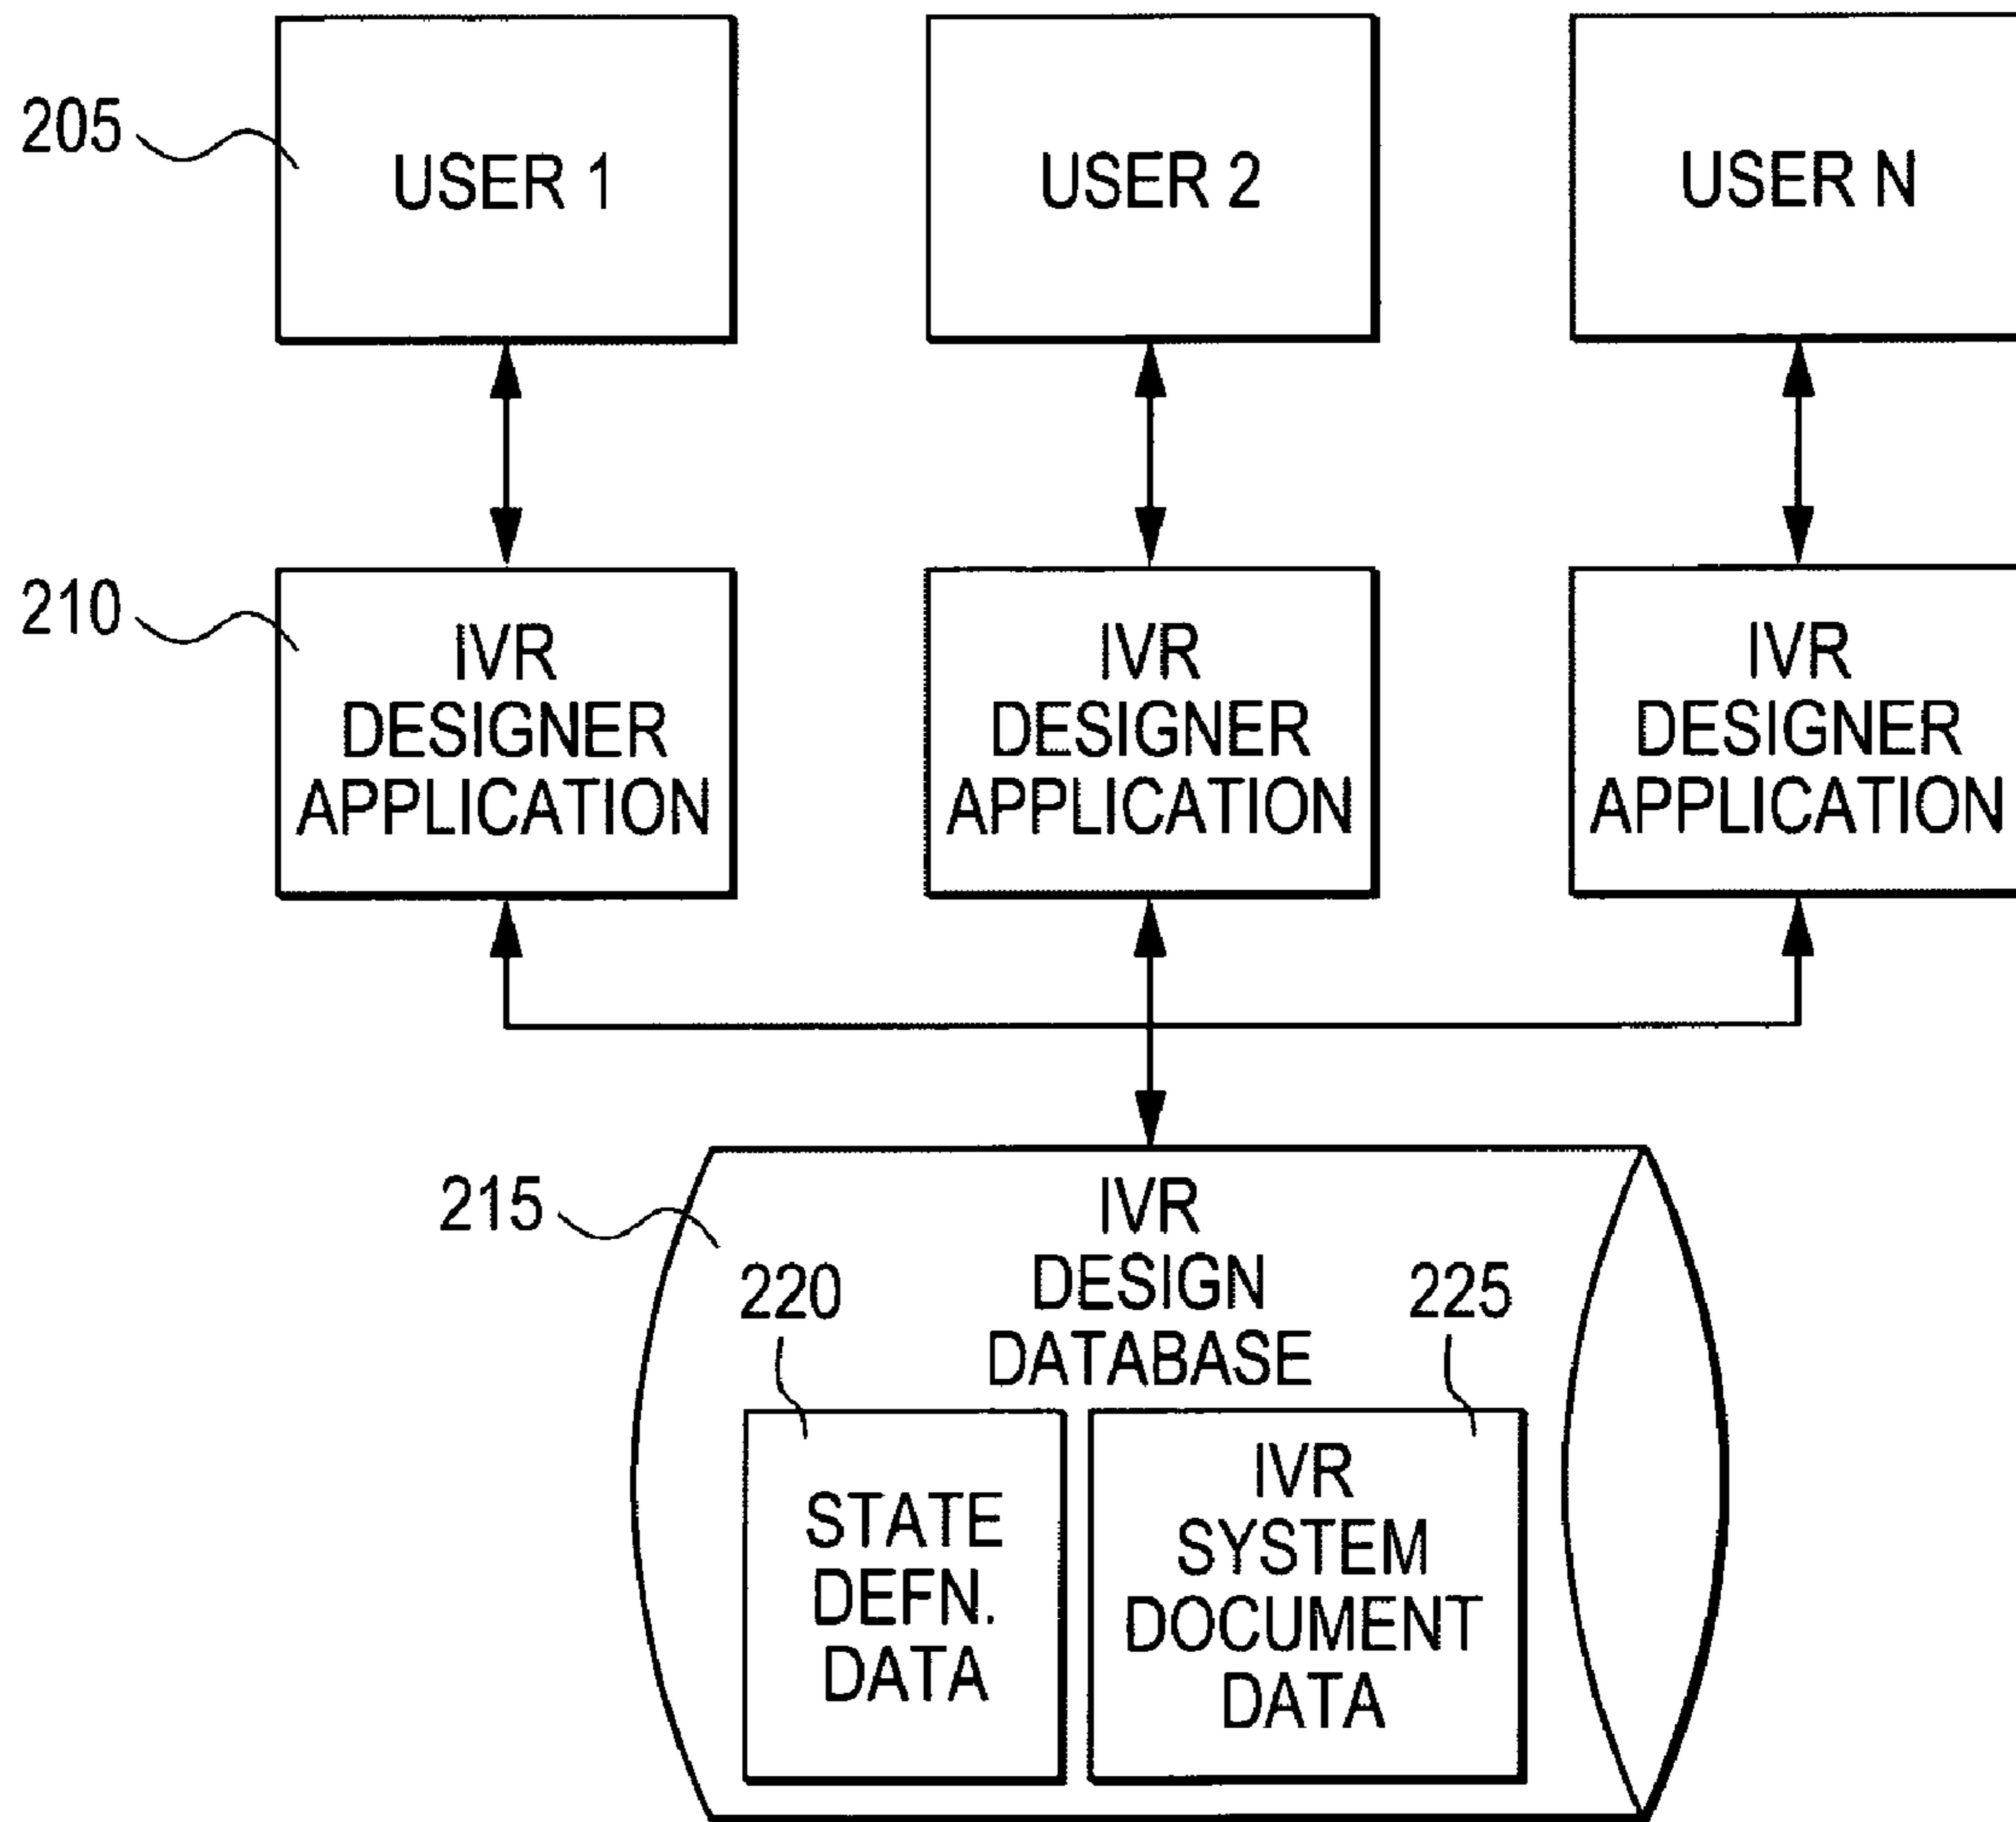 205
USER 1
USER 2
USER N
210
IVR
DESIGNER
APPLICATION
IVR
DESIGNER
APPLICATION
IVR
DESIGNER
APPLICATION
215
IVR
DESIGN
DATABASE
220
225
STATE
DEFN.
DATA
IVR
SYSTEM
DOCUMENT
DATA